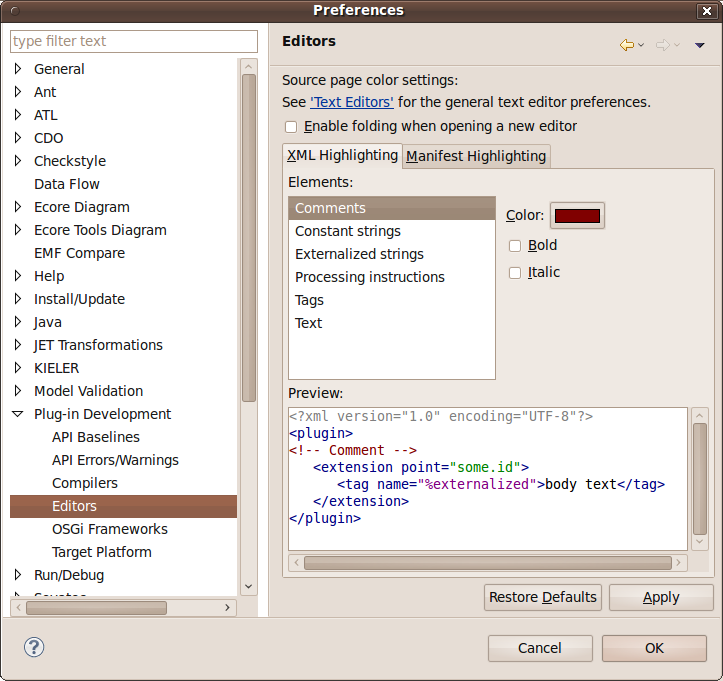 Preferences
type filter text
General
Ant
ATL
CDO
Checkstyle
Data Flow
Ecore Diagram
Ecore Tools Diagram
EMF Compare
Help
Install/Update
Java
JET Transformations
KIELER
Model Validation
Plug-in Development
API Baselines
API Errors/Warnings
Compilers
Editors
OSGi Frameworks
Target Platform
Run/Debug
Editors
Source page color settings:
See 'Text Editors' for the general text editor preferences.
Enable folding when opening a new editor
XML Highlighting Manifest Highlighting
Elements:
Comments
Constant strings
Externalized strings
Processing instructions
Tags
Text
Color:
Bold
Italic
Preview:
<?xml version="1.0" encoding="UTF-8"?>
<plugin>
<!-- Comment -->
<extension point="some.id">
<tag name="%externalized">body text</tag>
</extension>
</plugin>
Restore Defaults Apply
? Cancel OK